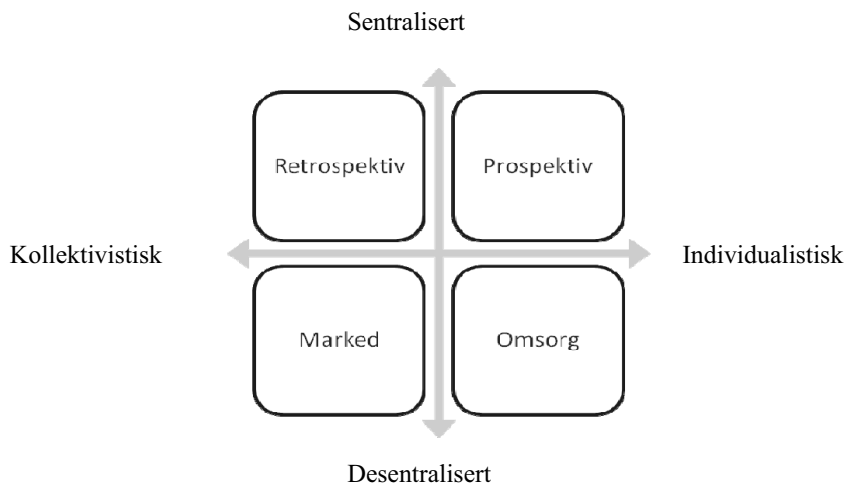 Sentralisert
Retrospektiv
Prospektiv
Kollektivistisk
Individualistisk
Marked
Omsorg
Desentralisert